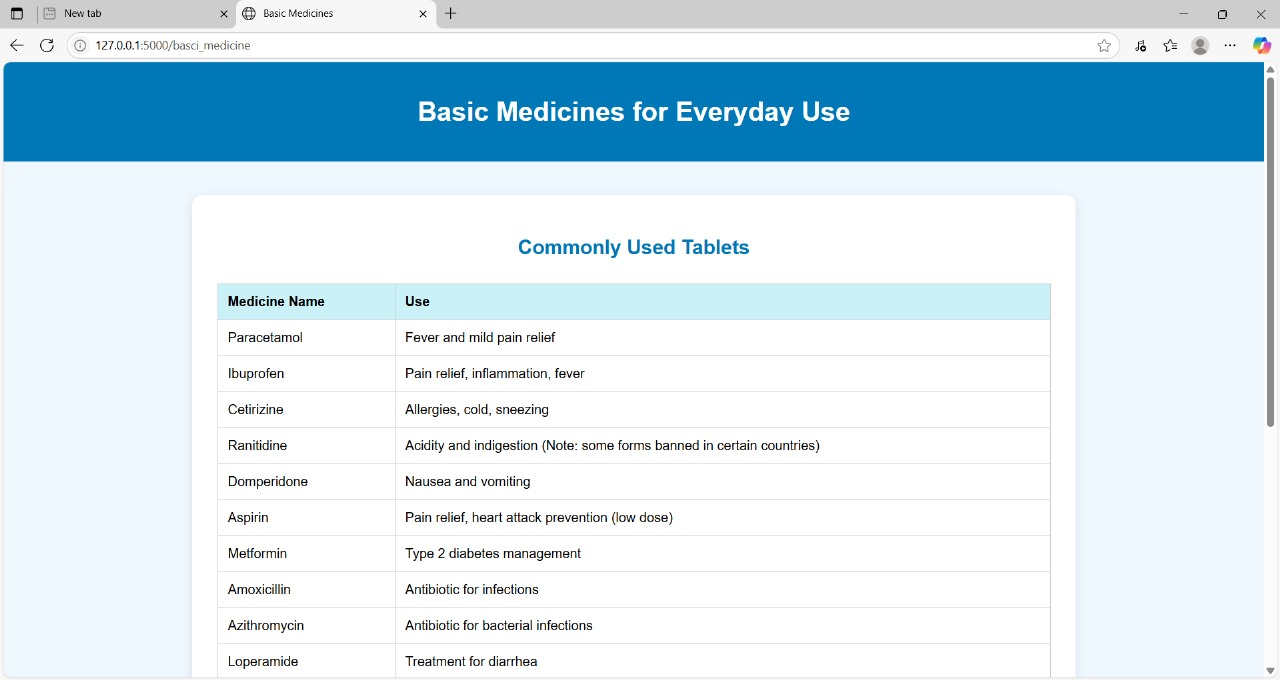 New tab
Basic Medicines
127.0.0.1:5000/basci_medicine
Basic Medicines for Everyday Use
Commonly Used Tablets
Medicine Name Use
Paracetamol Fever and mild pain relief
Ibuprofen Pain relief, inflammation, fever
Cetirizine Allergies, cold, sneezing
Ranitidine Acidity and indigestion (Note: some forms banned in certain countries)
Domperidone Nausea and vomiting
Aspirin Pain relief, heart attack prevention (low dose)
Metformin Type 2 diabetes management
Amoxicillin Antibiotic for infections
Azithromycin Antibiotic for bacterial infections
Loperamide Treatment for diarrhea